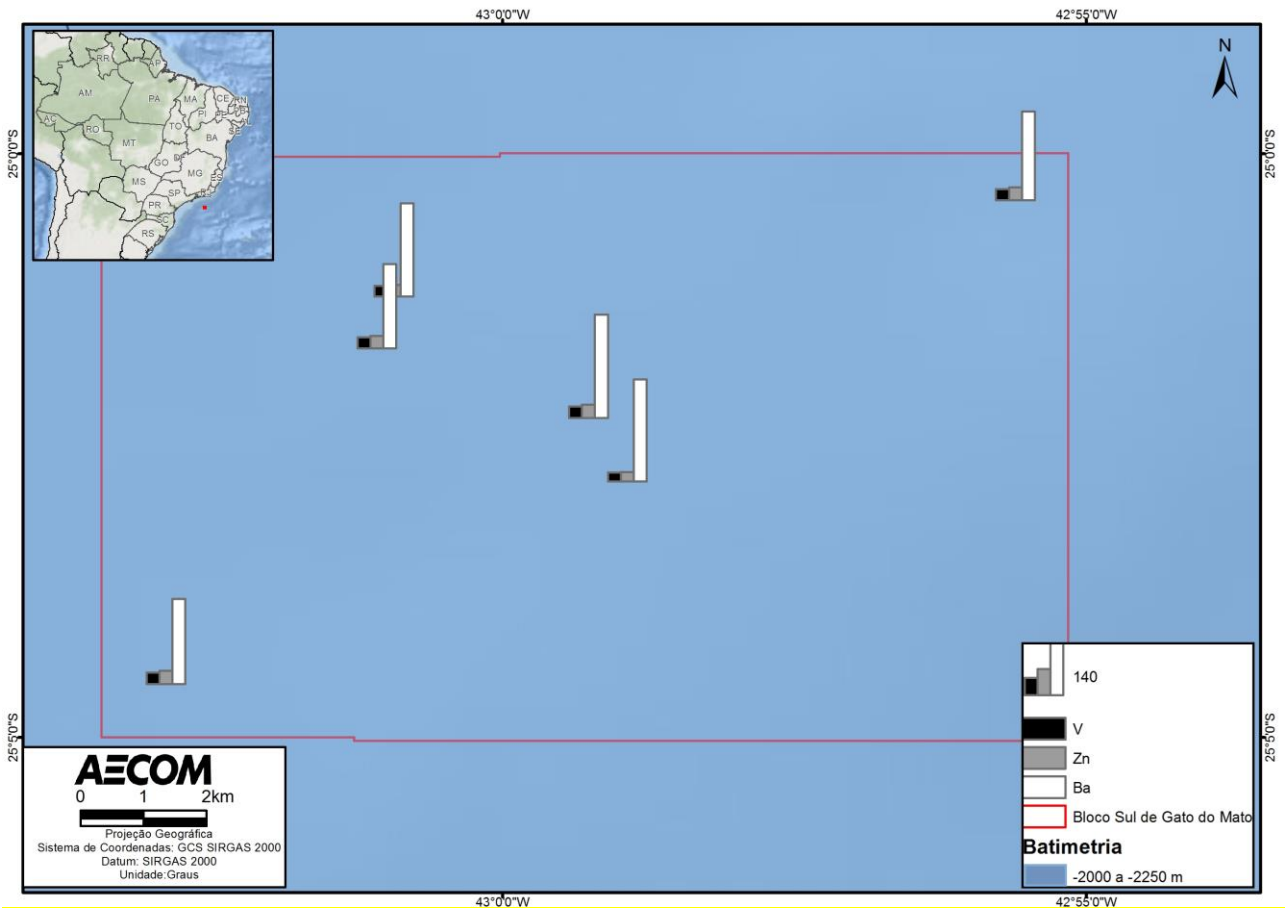 43°0'0"W
42°55'0"W
N
25°0'0"S
25°0'0"S
RR
AP
AM
PA
MA
CE
RN
PI
AC
RO
TO
SE
MT
BA
GO
MG
ES
MS
SP
PR
SC
RS
140
V
Zn
Ba
Bloco Sul de Gato do Mato
Batimetria
-2000 a -2250 m
25°5'0"S
25°5'0"S
AECOM
0 1 2km
Projeção Geográfica
Sistema de Coordenadas: GCS SIRGAS 2000
Datum: SIRGAS 2000
Unidade:Graus
43°0'0"W
42°55'0"W